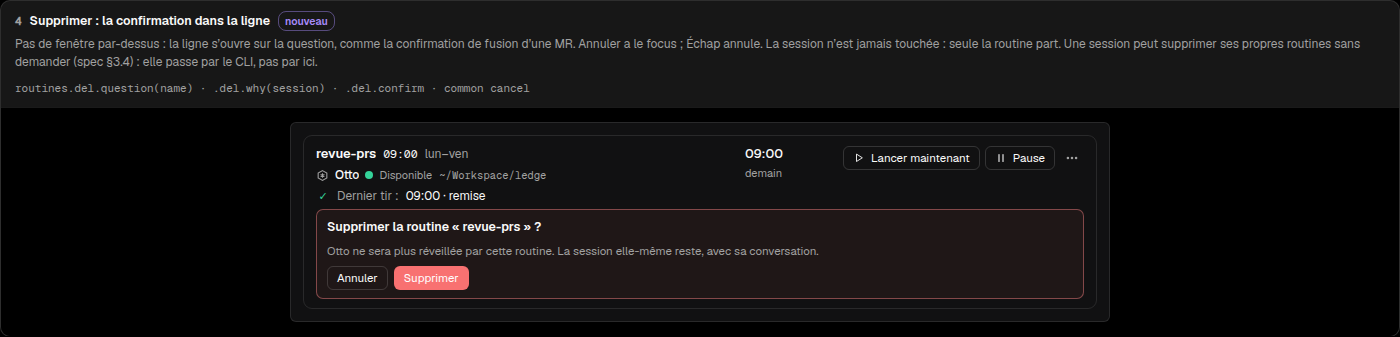 4 Supprimer : la confirmation dans la ligne nouveau
Pas de fenêtre par-dessus : la ligne s'ouvre sur la question, comme la confirmation de fusion d'une MR. Annuler a le focus ; Échap annule. La session n'est jamais touchée : seule la routine part. Une session peut supprimer ses propres routines sans
demander (spec §3.4) : elle passe par le CLI, pas par ici.
routines.del.question(name) · .del.why(session) · .del.confirm · common cancel
revue-prs 09:00 lun–ven 09:00 Lancer maintenant Pause ···
Otto Disponible ~/Workspace/ledge demain
✓ Dernier tir : 09:00 · remise
Supprimer la routine « revue-prs » ?
Otto ne sera plus réveillée par cette routine. La session elle-même reste, avec sa conversation.
Annuler Supprimer